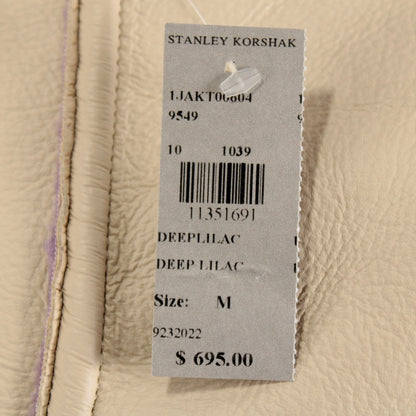 STANLEY KORSHAK
1JAKT00604
9549
10 1039
11351691
DEEPLILAC
DEEP LILAC
Size: M
9232022
$ 695.00